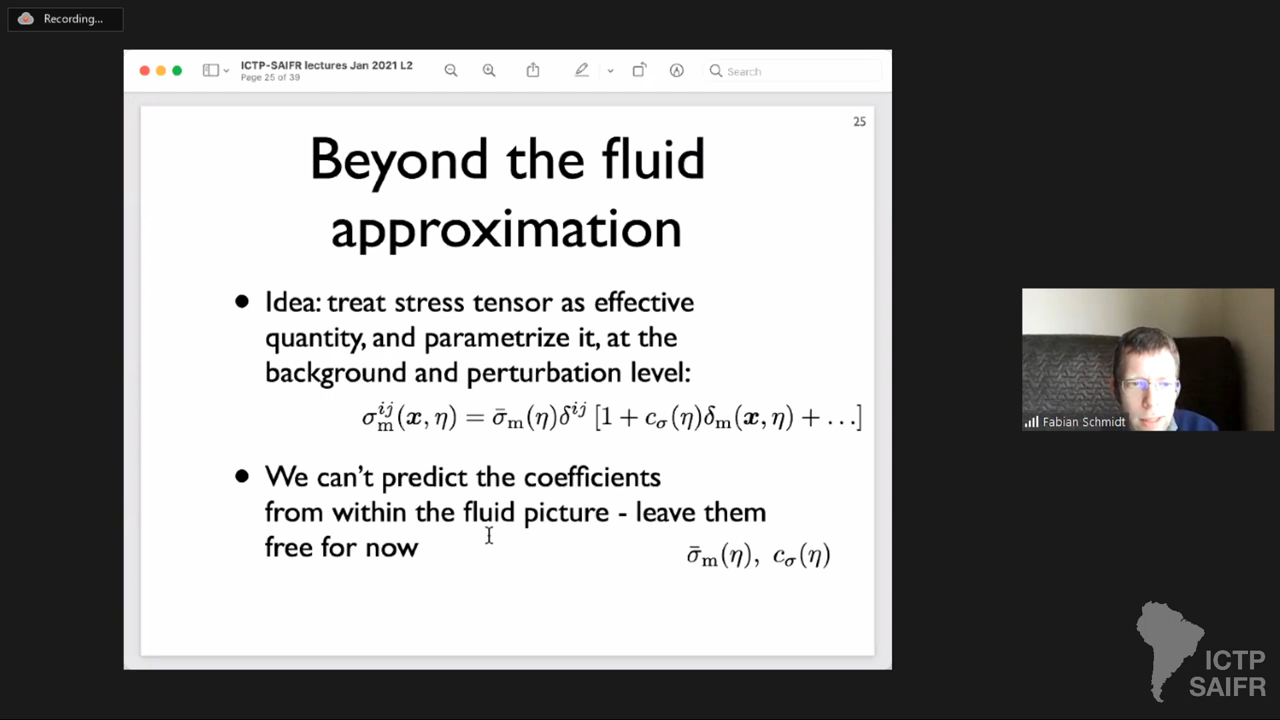 Recording...
ICTP-SAIFR lectures Jan 2021 L2
Page 25 of 39
Search
25
Beyond the fluid
approximation
• Idea: treat stress tensor as effective
quantity, and parametrize it, at the
background and perturbation level:
σ_m^{ij}(x, η) = σ̄_m(η)δ^{ij} [1 + c_σ(η)δ_m(x, η) + …]
• We can’t predict the coefficients
from within the fluid picture - leave them
free for now
σ̄_m(η), c_σ(η)
Fabian Schmidt
ICTP
SAIFR